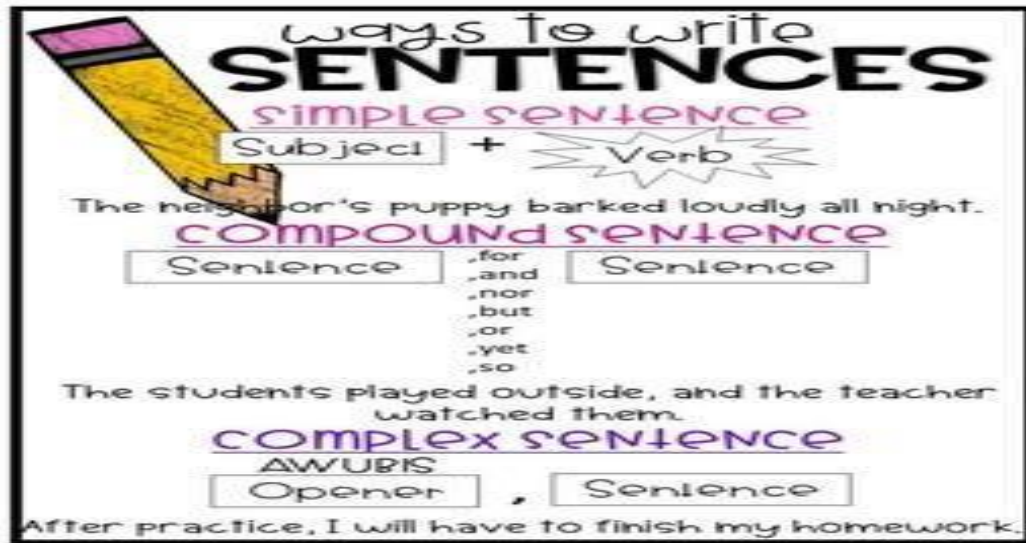 ways to write
SENTENCES
simple sentence
Subject + Verb
The neighbor's puppy barked loudly all night.
compound sentence
Sentence ,for Sentence
,and
,nor
,but
,or
,yet
,so
The students played outside, and the teacher
watched them.
complex sentence
AWUBIS
Opener , Sentence
After practice, I will have to finish my homework.